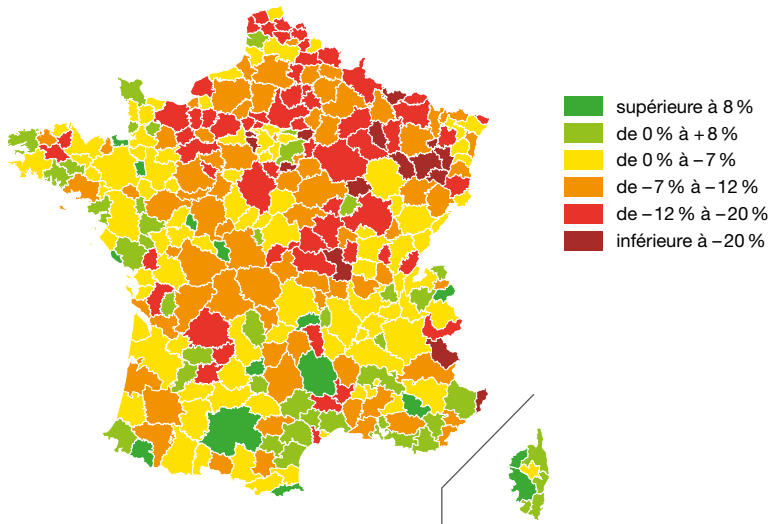 supérieure à 8 %
de 0 % à +8 %
de 0 % à −7 %
de −7 % à −12 %
de −12 % à −20 %
inférieure à −20 %